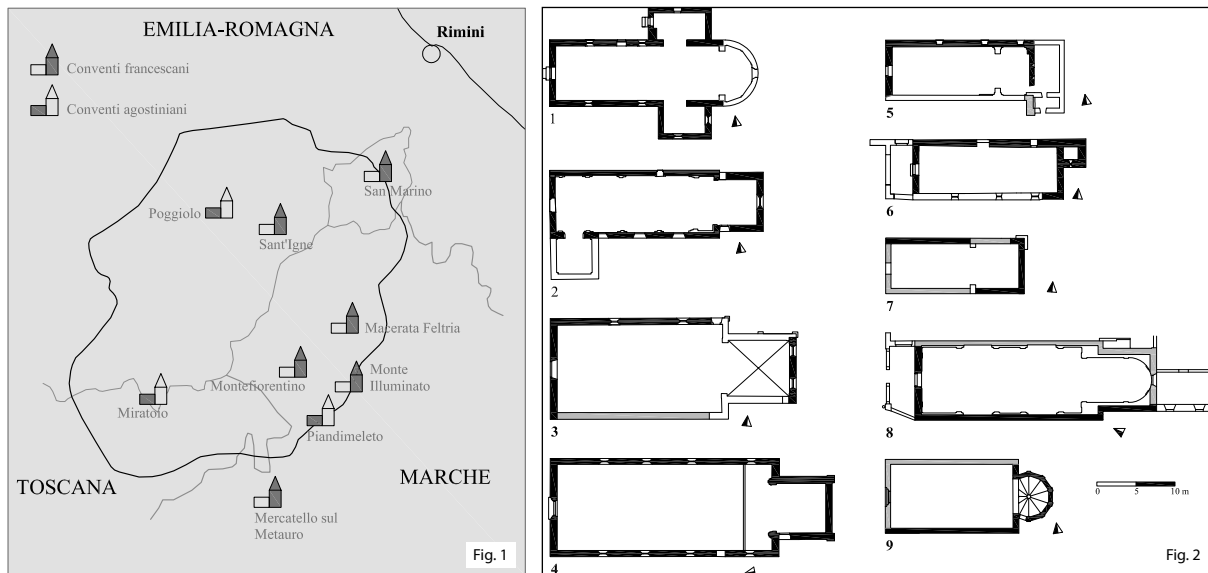 EMILIA-ROMAGNA
Rimini
Conventi francescani
Conventi agostiniani
San Marino
Poggiolo
Sant'Igne
Macerata Feltria
Montefiorentino
Monte
Illuminato
Miratoio
Piandimeleto
TOSCANA
MARCHE
Mercatello sul
Metauro
Fig. 1
1
2
3
4
5
6
7
8
9
0 5 10 m
Fig. 2